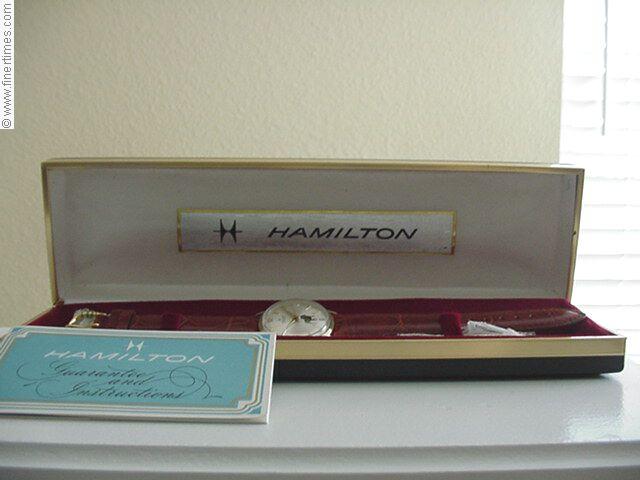 © www.finertimes.com
HAMILTON
HAMILTON
Guarantee
and
Instructions